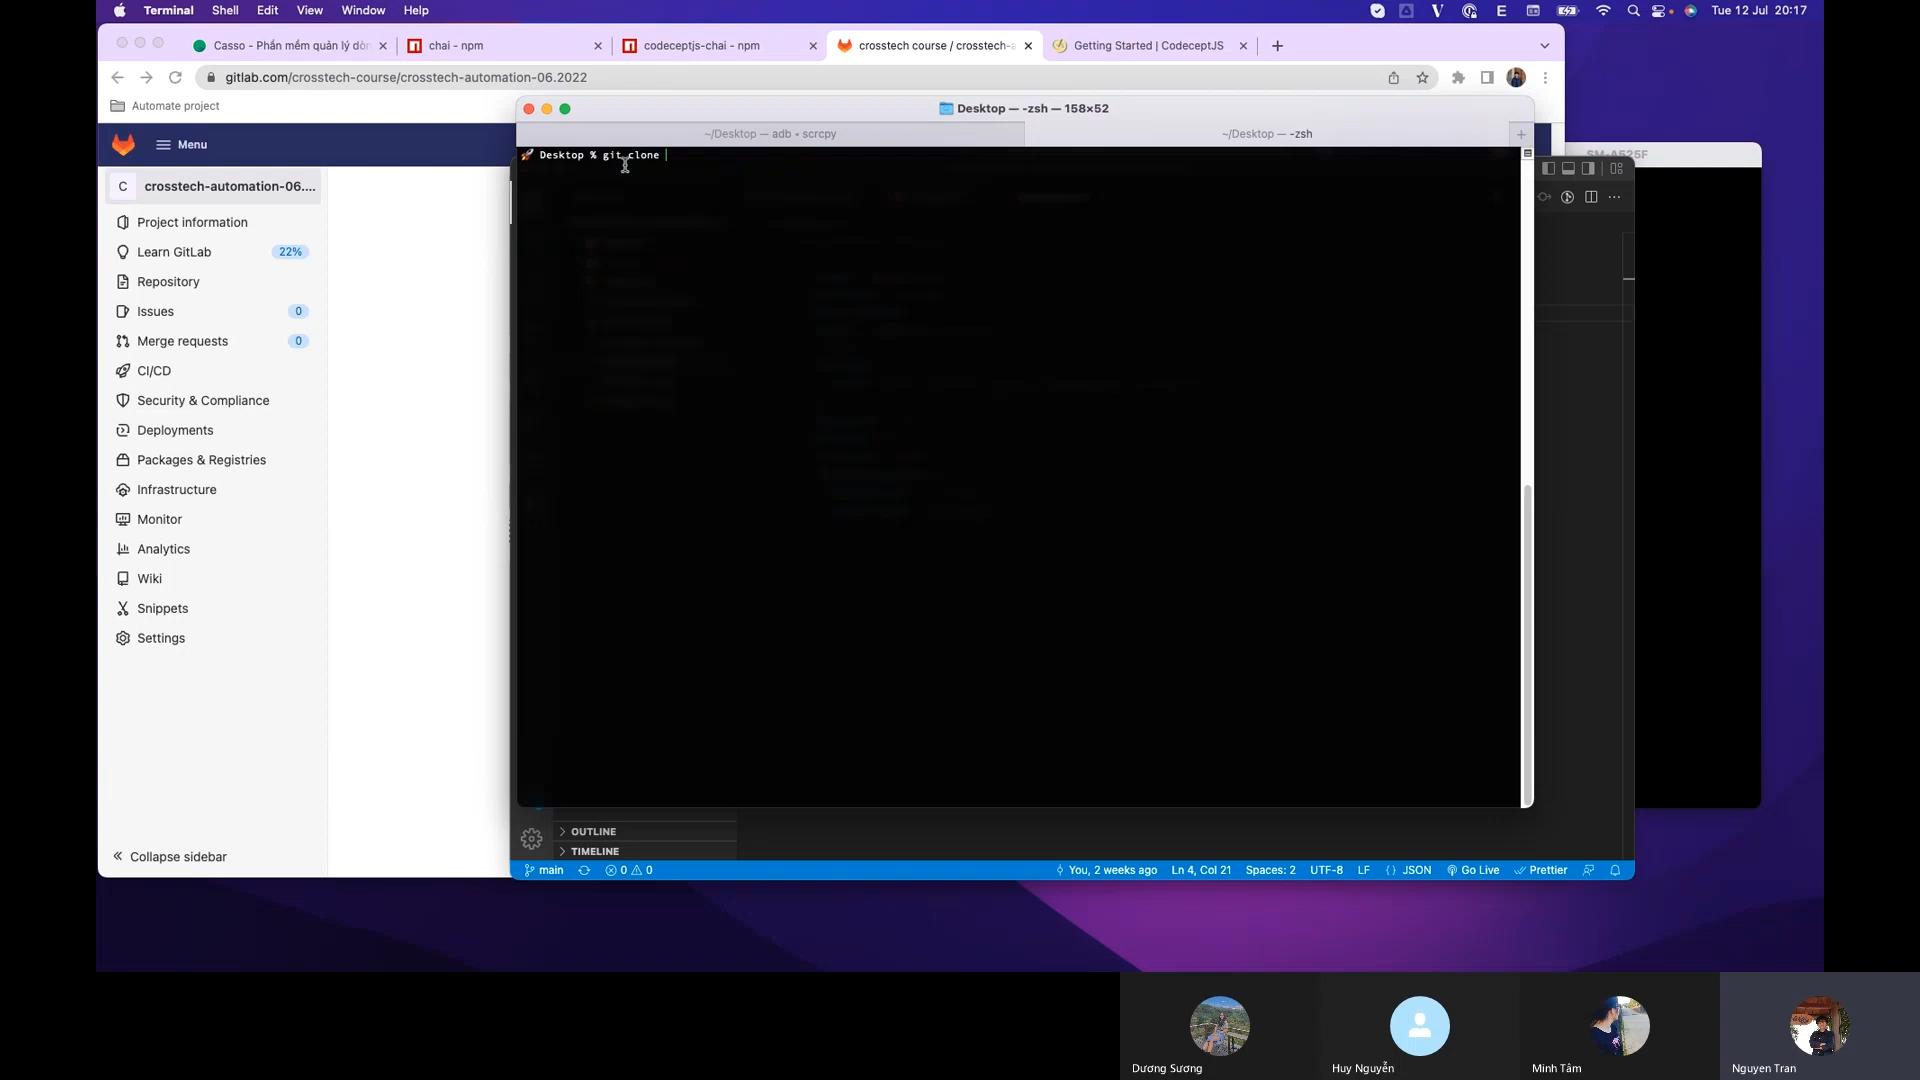 Terminal Shell Edit View Window Help
Tue 12 Jul 20:17
Casso - Phần mềm quản lý dòn
chai - npm
codeceptjs-chai - npm
crosstech course / crosstech-a
Getting Started | CodeceptJS
gitlab.com/crosstech-course/crosstech-automation-06.2022
Automate project
Desktop — -zsh — 158×52
Menu
~/Desktop — adb • scrcpy
~/Desktop — -zsh
Desktop % git clone
SM-A525F
C crosstech-automation-06....
Project information
Learn GitLab 22%
Repository
Issues 0
Merge requests 0
CI/CD
Security & Compliance
Deployments
Packages & Registries
Infrastructure
Monitor
Analytics
Wiki
Snippets
Settings
Collapse sidebar
OUTLINE
TIMELINE
main 0 0 You, 2 weeks ago Ln 4, Col 21 Spaces: 2 UTF-8 LF {} JSON Go Live Prettier
Dương Sương
Huy Nguyễn
Minh Tâm
Nguyen Tran